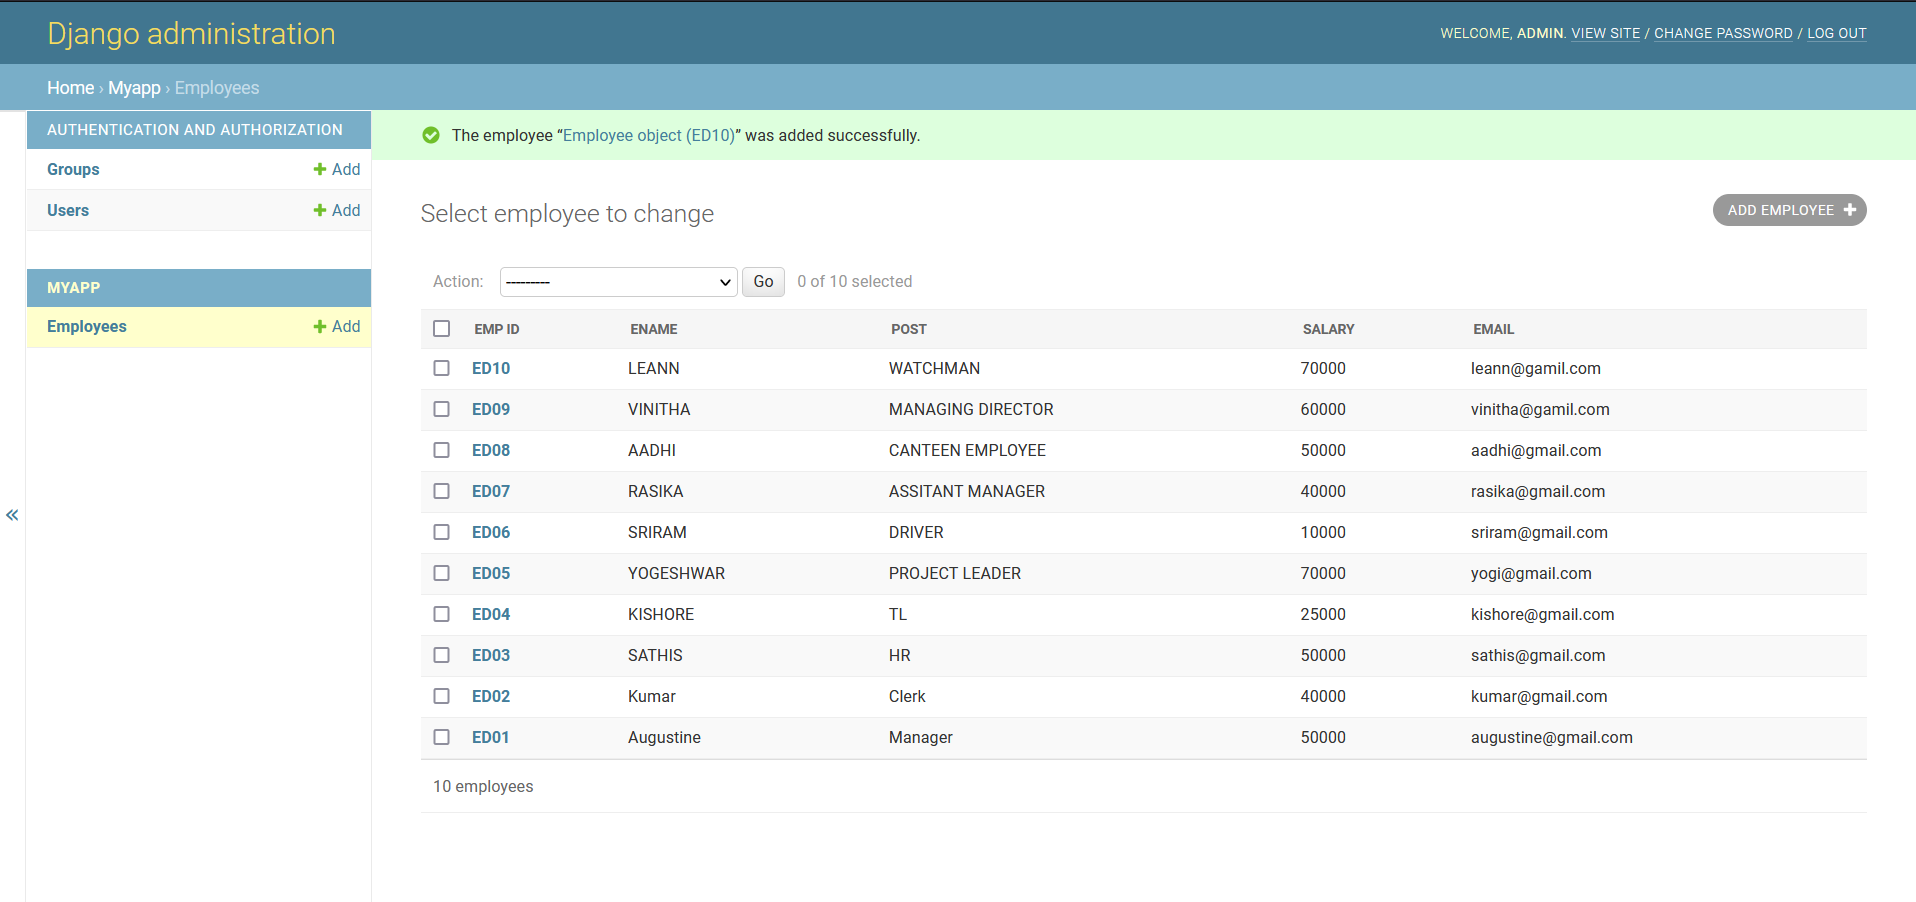 Django administration
WELCOME, ADMIN. VIEW SITE / CHANGE PASSWORD / LOG OUT
Home › Myapp › Employees
AUTHENTICATION AND AUTHORIZATION
Groups + Add
Users + Add
MYAPP
Employees + Add
«
The employee “Employee object (ED10)” was added successfully.
Select employee to change
ADD EMPLOYEE +
Action: --------- Go 0 of 10 selected
EMP ID ENAME POST SALARY EMAIL
ED10 LEANN WATCHMAN 70000 leann@gamil.com
ED09 VINITHA MANAGING DIRECTOR 60000 vinitha@gamil.com
ED08 AADHI CANTEEN EMPLOYEE 50000 aadhi@gmail.com
ED07 RASIKA ASSITANT MANAGER 40000 rasika@gmail.com
ED06 SRIRAM DRIVER 10000 sriram@gmail.com
ED05 YOGESHWAR PROJECT LEADER 70000 yogi@gmail.com
ED04 KISHORE TL 25000 kishore@gmail.com
ED03 SATHIS HR 50000 sathis@gmail.com
ED02 Kumar Clerk 40000 kumar@gmail.com
ED01 Augustine Manager 50000 augustine@gmail.com
10 employees